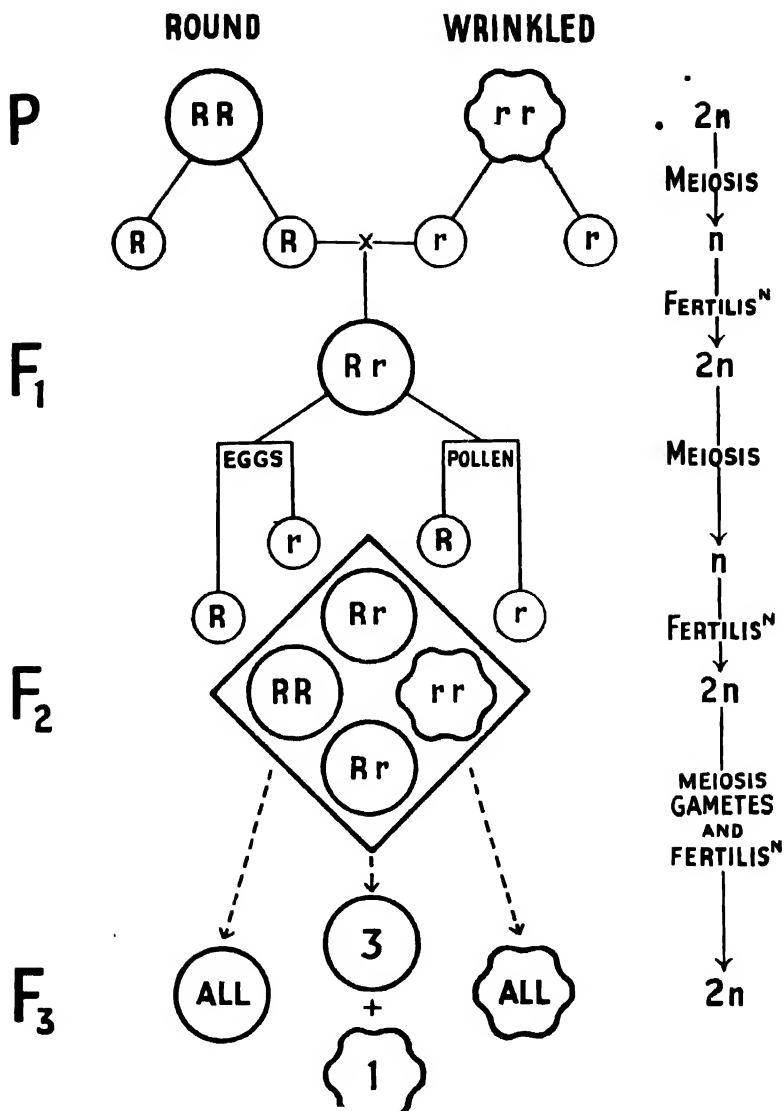 ROUND WRINKLED
P RR rr 2n
MEIOSIS
R R x r r n
FERTILISᴺ
F₁ Rr 2n
EGGS POLLEN MEIOSIS
r R
n
R r
Rr FERTILISᴺ
F₂ RR rr 2n
Rr
MEIOSIS
GAMETES
AND
FERTILISᴺ
3
F₃ ALL ALL 2n
+
1